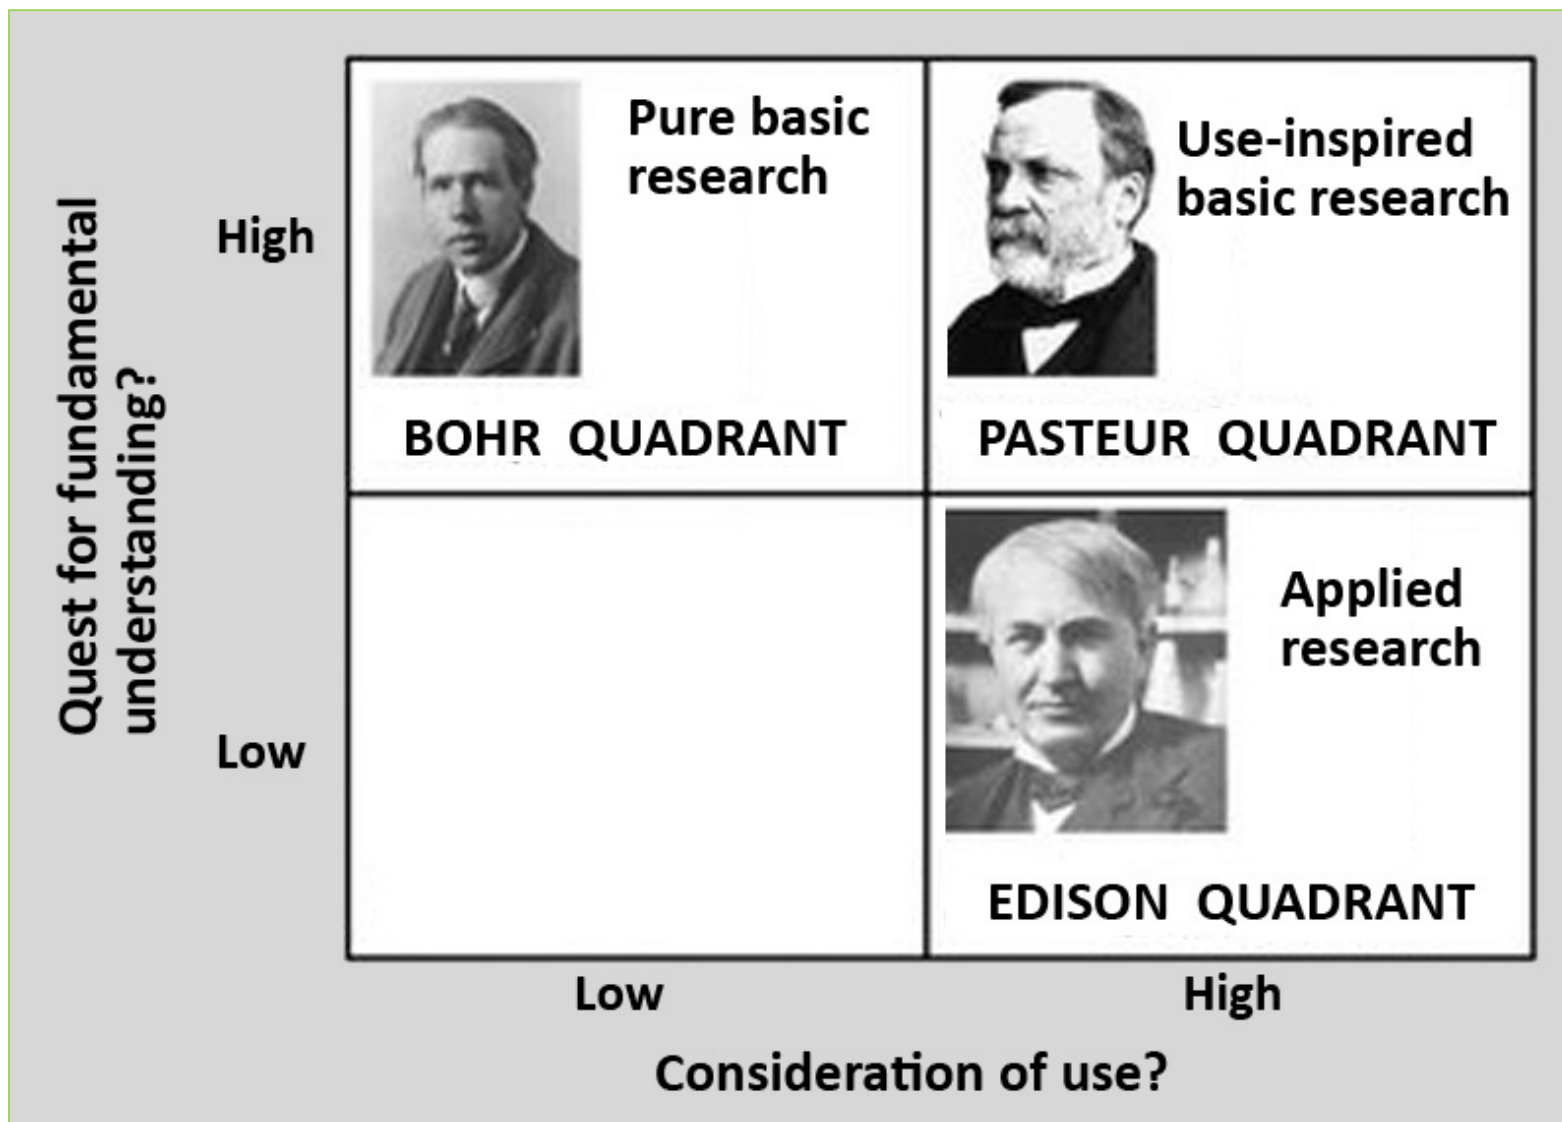 Quest for fundamental
understanding?
High
Pure basic
research
BOHR QUADRANT
Use-inspired
basic research
PASTEUR QUADRANT
Low
Applied
research
EDISON QUADRANT
Low
High
Consideration of use?